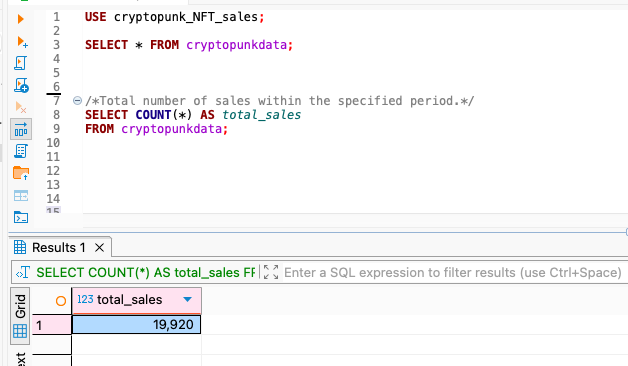 1 USE cryptopunk_NFT_sales;
2
3 SELECT * FROM cryptopunkdata;
4
5
6
7 /*Total number of sales within the specified period.*/
8 SELECT COUNT(*) AS total_sales
9 FROM cryptopunkdata;
10
11
12
13
14
15
Results 1
SELECT COUNT(*) AS total_sales FR
Enter a SQL expression to filter results (use Ctrl+Space)
Grid
123 total_sales
1 19,920